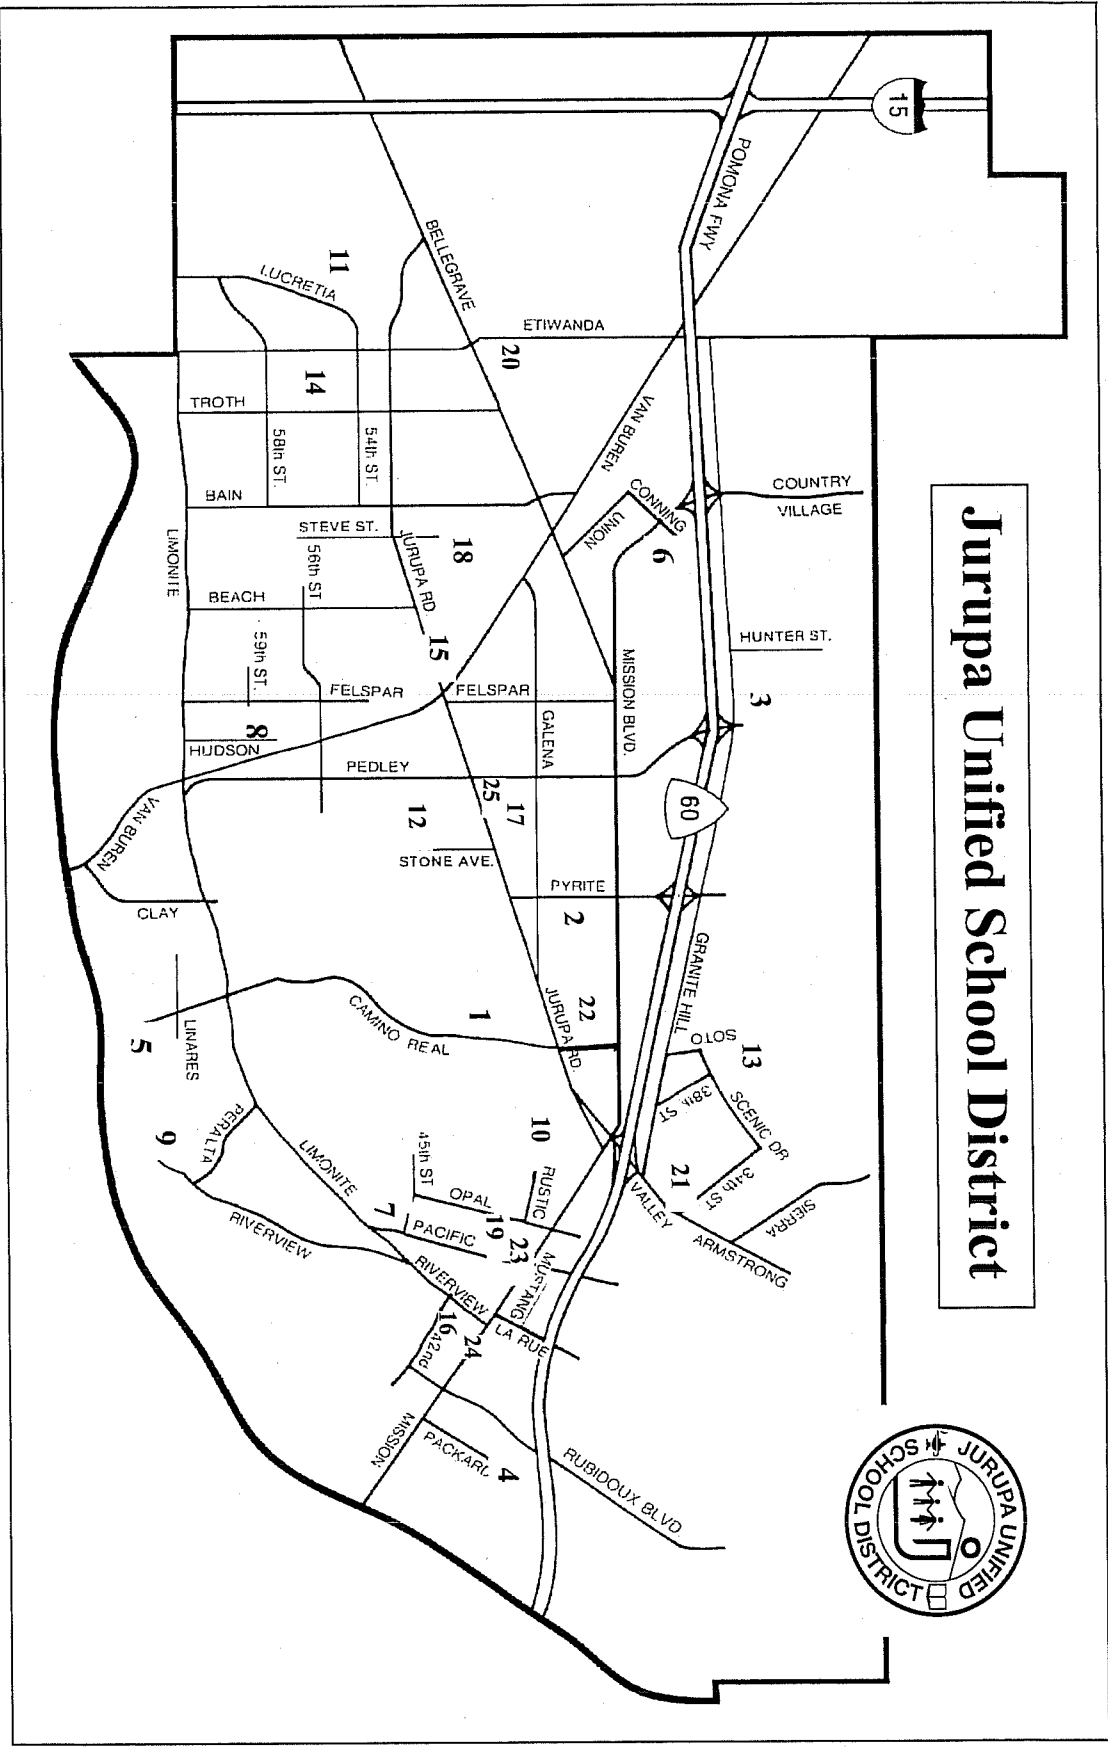 Jurupa Unified School District
JURUPA UNIFIED
SCHOOL DISTRICT
15
POMONA FWY
BELLEGRAVE
11
LUCRETIA
ETIWANDA
20
14
TROTH
58th ST.
54th ST.
VAN BUREN
COUNTRY
VILLAGE
BAIN
CONNING
UNION
6
LIMONITE
STEVE ST.
56th ST
JURUPA RD.
18
BEACH
HUNTER ST.
59th ST.
15
MISSION BLVD.
FELSPAR
FELSPAR
3
8
HUDSON
GALENA
PEDLEY
60
VAN BUREN
12
25
17
STONE AVE.
PYRITE
CLAY
2
GRANITE HILL
CAMINO REAL
1
22
JURUPA RD.
LINARES
5
SOTO
13
38th ST
SCENIC DR
34th ST
21
SIERRA
PERALTA
9
LIMONITE
10
45th ST
OPAL
RUSTIC
VALLEY
ARMSTRONG
RIVERVIEW
7
PACIFIC
19
23
MUSTANG
RIVERVIEW
LA RUE
16
42nd
24
MISSION
PACKARD
4
RUBIDOUX BLVD.